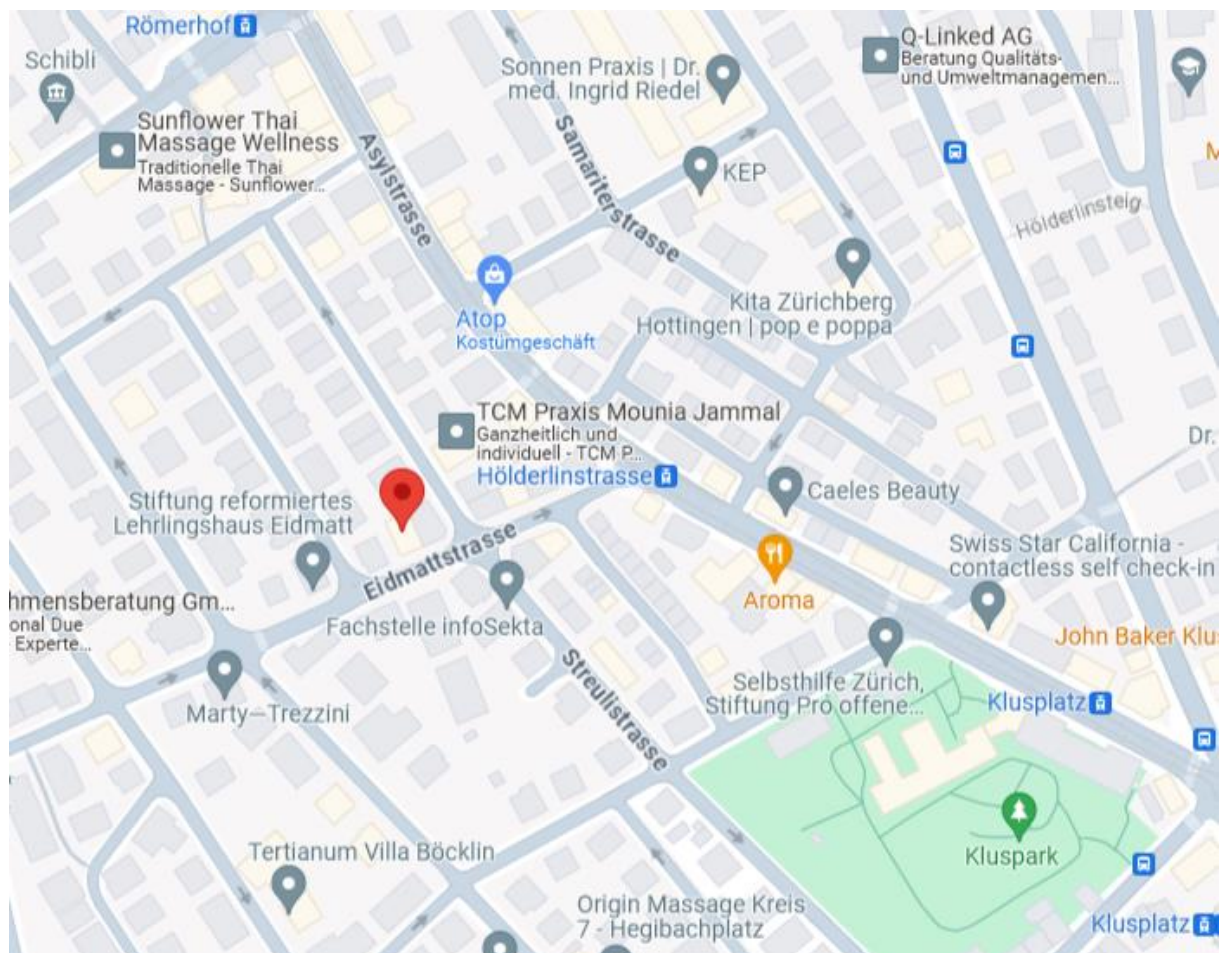 Römerhof
Schibli
Sunflower Thai
Massage Wellness
Traditionelle Thai
Massage - Sunflower...
Asylstrasse
Sonnen Praxis | Dr.
med. Ingrid Riedel
Samariterstrasse
KEP
Q-Linked AG
Beratung Qualitäts-
und Umweltmanagemen...
M
Hölderlinsteig
Atop
Kostümgeschäft
Kita Zürichberg
Hottingen | pop e poppa
TCM Praxis Mounia Jammal
Ganzheitlich und
individuell - TCM P...
Hölderlinstrasse
Dr.
Caeles Beauty
Stiftung reformiertes
Lehrlingshaus Eidmatt
Eidmattstrasse
Swiss Star California -
contactless self check-in
Aroma
hmensberatung Gm...
onal Due
Experte...
Fachstelle infoSekta
John Baker Klus
Streulistrasse
Selbsthilfe Zürich,
Stiftung Pro offene...
Klusplatz
Marty–Trezzini
Kluspark
Tertianum Villa Böcklin
Origin Massage Kreis
7 - Hegibachplatz
Klusplatz